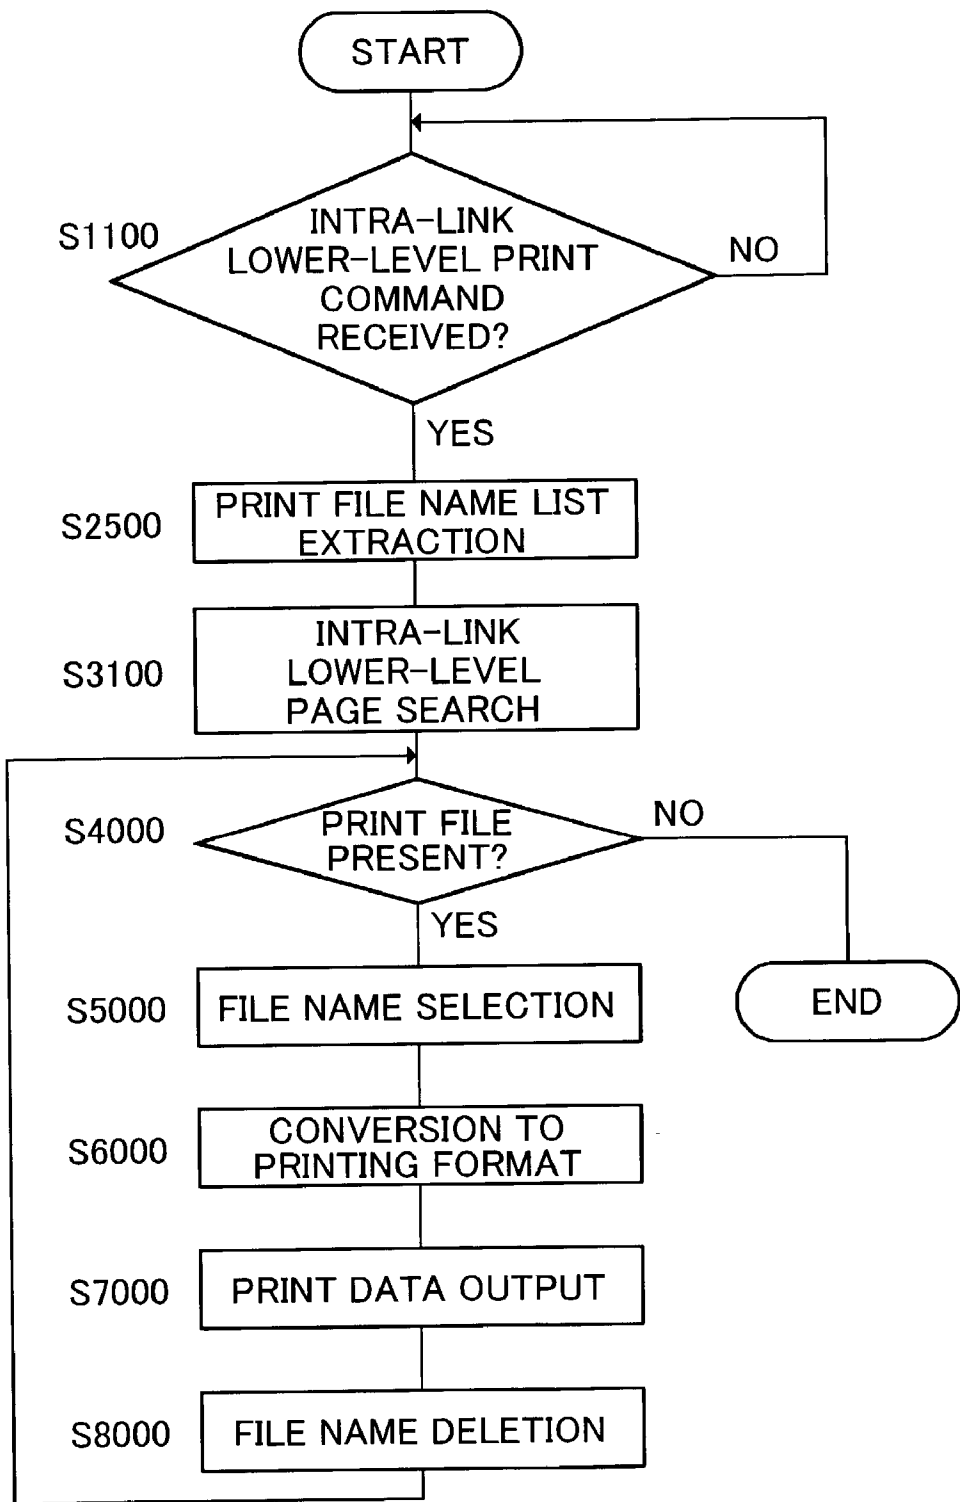 START
S1100
INTRA-LINK
LOWER-LEVEL PRINT
COMMAND
RECEIVED?
NO
YES
S2500
PRINT FILE NAME LIST
EXTRACTION
S3100
INTRA-LINK
LOWER-LEVEL
PAGE SEARCH
S4000
PRINT FILE
PRESENT?
NO
YES
S5000
FILE NAME SELECTION
END
S6000
CONVERSION TO
PRINTING FORMAT
S7000
PRINT DATA OUTPUT
S8000
FILE NAME DELETION